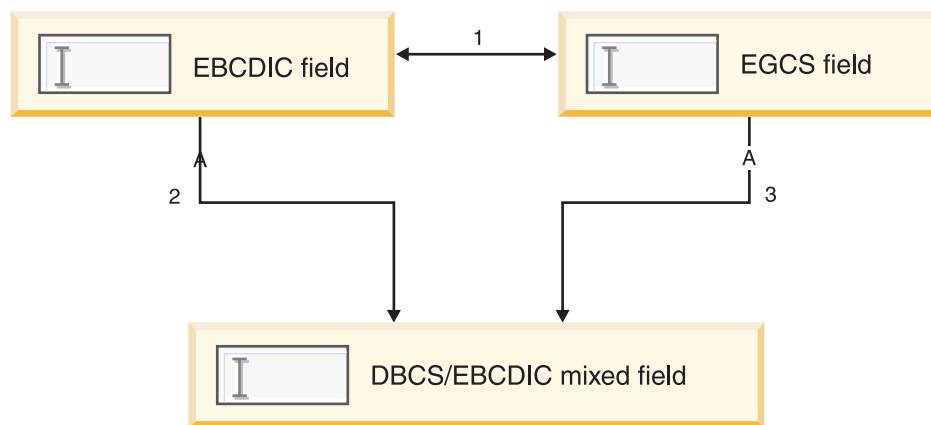 1
EBCDIC field
EGCS field
A
A
2
3
DBCS/EBCDIC mixed field